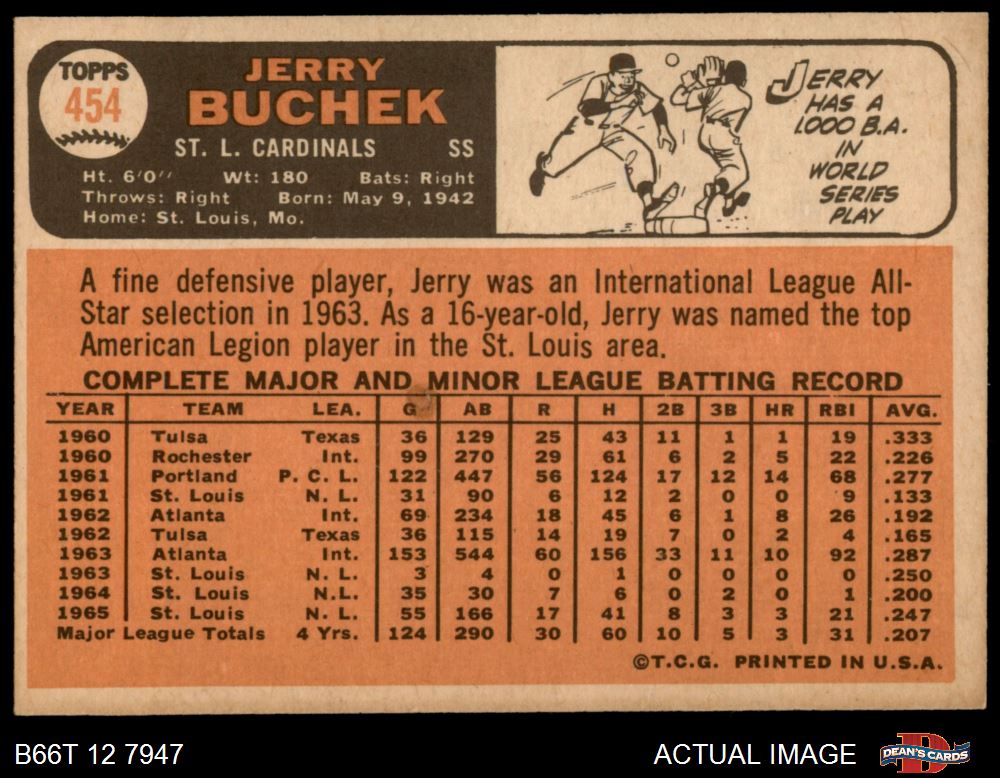 TOPPS
454
JERRY
BUCHEK
ST. L. CARDINALS SS
Ht. 6'0" Wt: 180 Bats: Right
Throws: Right Born: May 9, 1942
Home: St. Louis, Mo.
JERRY
HAS A
1.000 B.A.
IN
WORLD
SERIES
PLAY
A fine defensive player, Jerry was an International League All-
Star selection in 1963. As a 16-year-old, Jerry was named the top
American Legion player in the St. Louis area.
COMPLETE MAJOR AND MINOR LEAGUE BATTING RECORD
YEAR TEAM LEA. G AB R H 2B 3B HR RBI AVG.
1960 Tulsa Texas 36 129 25 43 11 1 1 19 .333
1960 Rochester Int. 99 270 29 61 6 2 5 22 .226
1961 Portland P. C. L. 122 447 56 124 17 12 14 68 .277
1961 St. Louis N. L. 31 90 6 12 2 0 0 9 .133
1962 Atlanta Int. 69 234 18 45 6 1 8 26 .192
1962 Tulsa Texas 36 115 14 19 7 0 2 4 .165
1963 Atlanta Int. 153 544 60 156 33 11 10 92 .287
1963 St. Louis N. L. 3 4 0 1 0 0 0 0 .250
1964 St. Louis N.L. 35 30 7 6 0 2 0 1 .200
1965 St. Louis N. L. 55 166 17 41 8 3 3 21 .247
Major League Totals 4 Yrs. 124 290 30 60 10 5 3 31 .207
©T.C.G. PRINTED IN U.S.A.
B66T 12 7947 ACTUAL IMAGE
DEAN'S CARDS